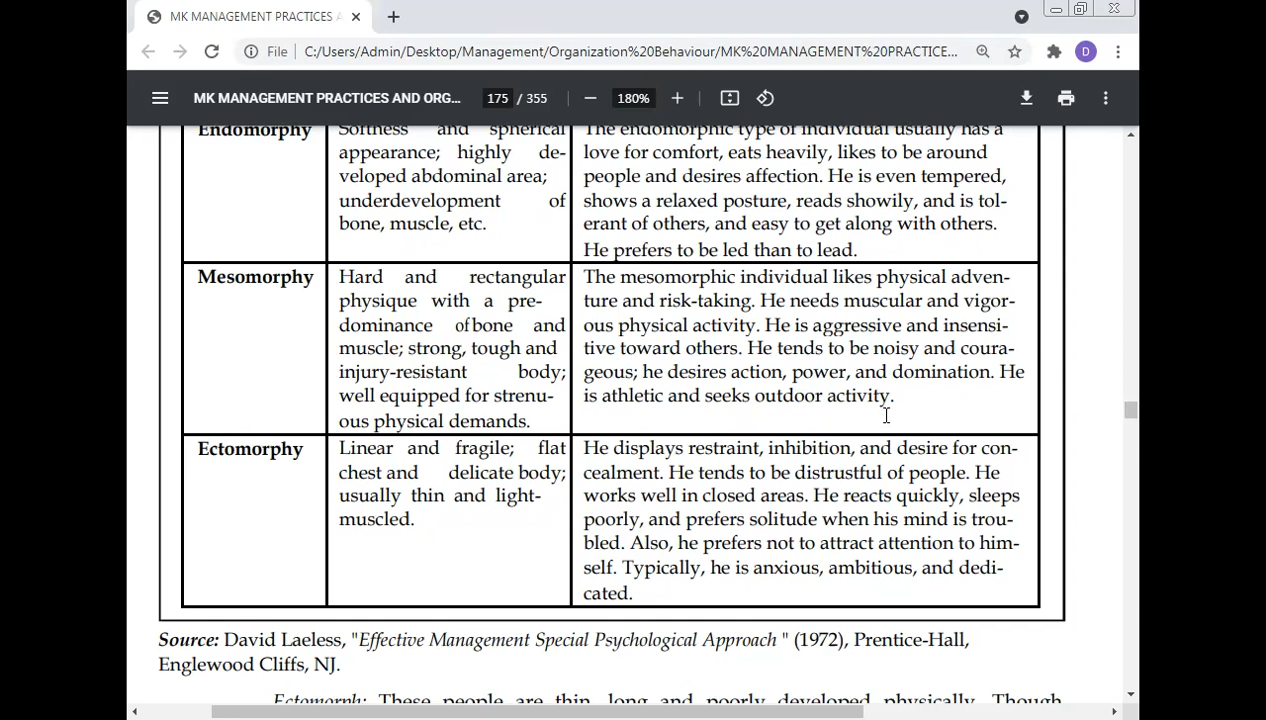 MK MANAGEMENT PRACTICES A
File
C:/Users/Admin/Desktop/Management/Organization%20Behaviour/MK%20MANAGEMENT%20PRACTICE...
D
MK MANAGEMENT PRACTICES AND ORG...
175 / 355
180%
Endomorphy
Softness and spherical
appearance; highly de-
veloped abdominal area;
underdevelopment of
bone, muscle, etc.
The endomorphic type of individual usually has a
love for comfort, eats heavily, likes to be around
people and desires affection. He is even tempered,
shows a relaxed posture, reads showily, and is tol-
erant of others, and easy to get along with others.
He prefers to be led than to lead.
Mesomorphy
Hard and rectangular
physique with a pre-
dominance of bone and
muscle; strong, tough and
injury-resistant body;
well equipped for strenu-
ous physical demands.
The mesomorphic individual likes physical adven-
ture and risk-taking. He needs muscular and vigor-
ous physical activity. He is aggressive and insensi-
tive toward others. He tends to be noisy and coura-
geous; he desires action, power, and domination. He
is athletic and seeks outdoor activity.
Ectomorphy
Linear and fragile; flat
chest and delicate body;
usually thin and light-
muscled.
He displays restraint, inhibition, and desire for con-
cealment. He tends to be distrustful of people. He
works well in closed areas. He reacts quickly, sleeps
poorly, and prefers solitude when his mind is trou-
bled. Also, he prefers not to attract attention to him-
self. Typically, he is anxious, ambitious, and dedi-
cated.
Source: David Laeless, "Effective Management Special Psychological Approach " (1972), Prentice-Hall,
Englewood Cliffs, NJ.
Ectomorph: These people are thin, long and poorly developed physically. Though